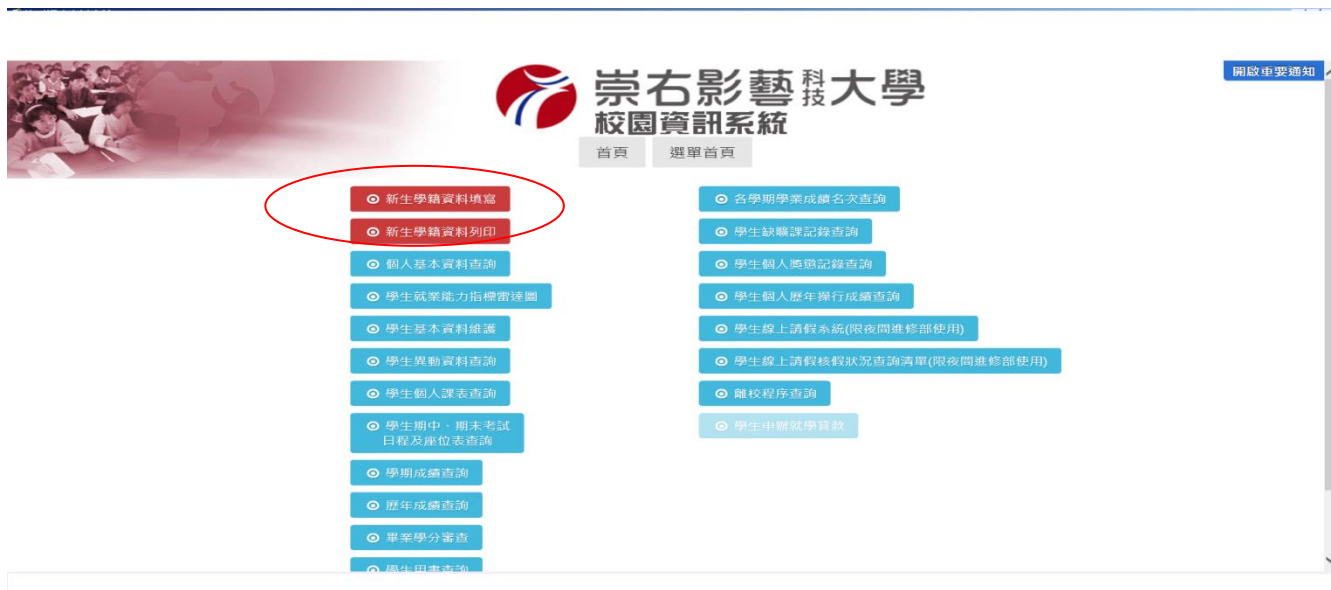 崇右影藝科技大學
校園資訊系統
開啟重要通知
首頁
選單首頁
新生學籍資料填寫
新生學籍資料列印
個人基本資料查詢
學生就業能力指標雷達圖
學生基本資料維護
學生異動資料查詢
學生個人課表查詢
學生期中、期末考試
日程及座位表查詢
學期成績查詢
歷年成績查詢
畢業學分審查
學生用書查詢
各學期學業成績名次查詢
學生缺曠課記錄查詢
學生個人獎懲記錄查詢
學生個人歷年操行成績查詢
學生線上請假系統(限夜間進修部使用)
學生線上請假核假狀況查詢清單(限夜間進修部使用)
離校程序查詢
學生申辦就學貸款